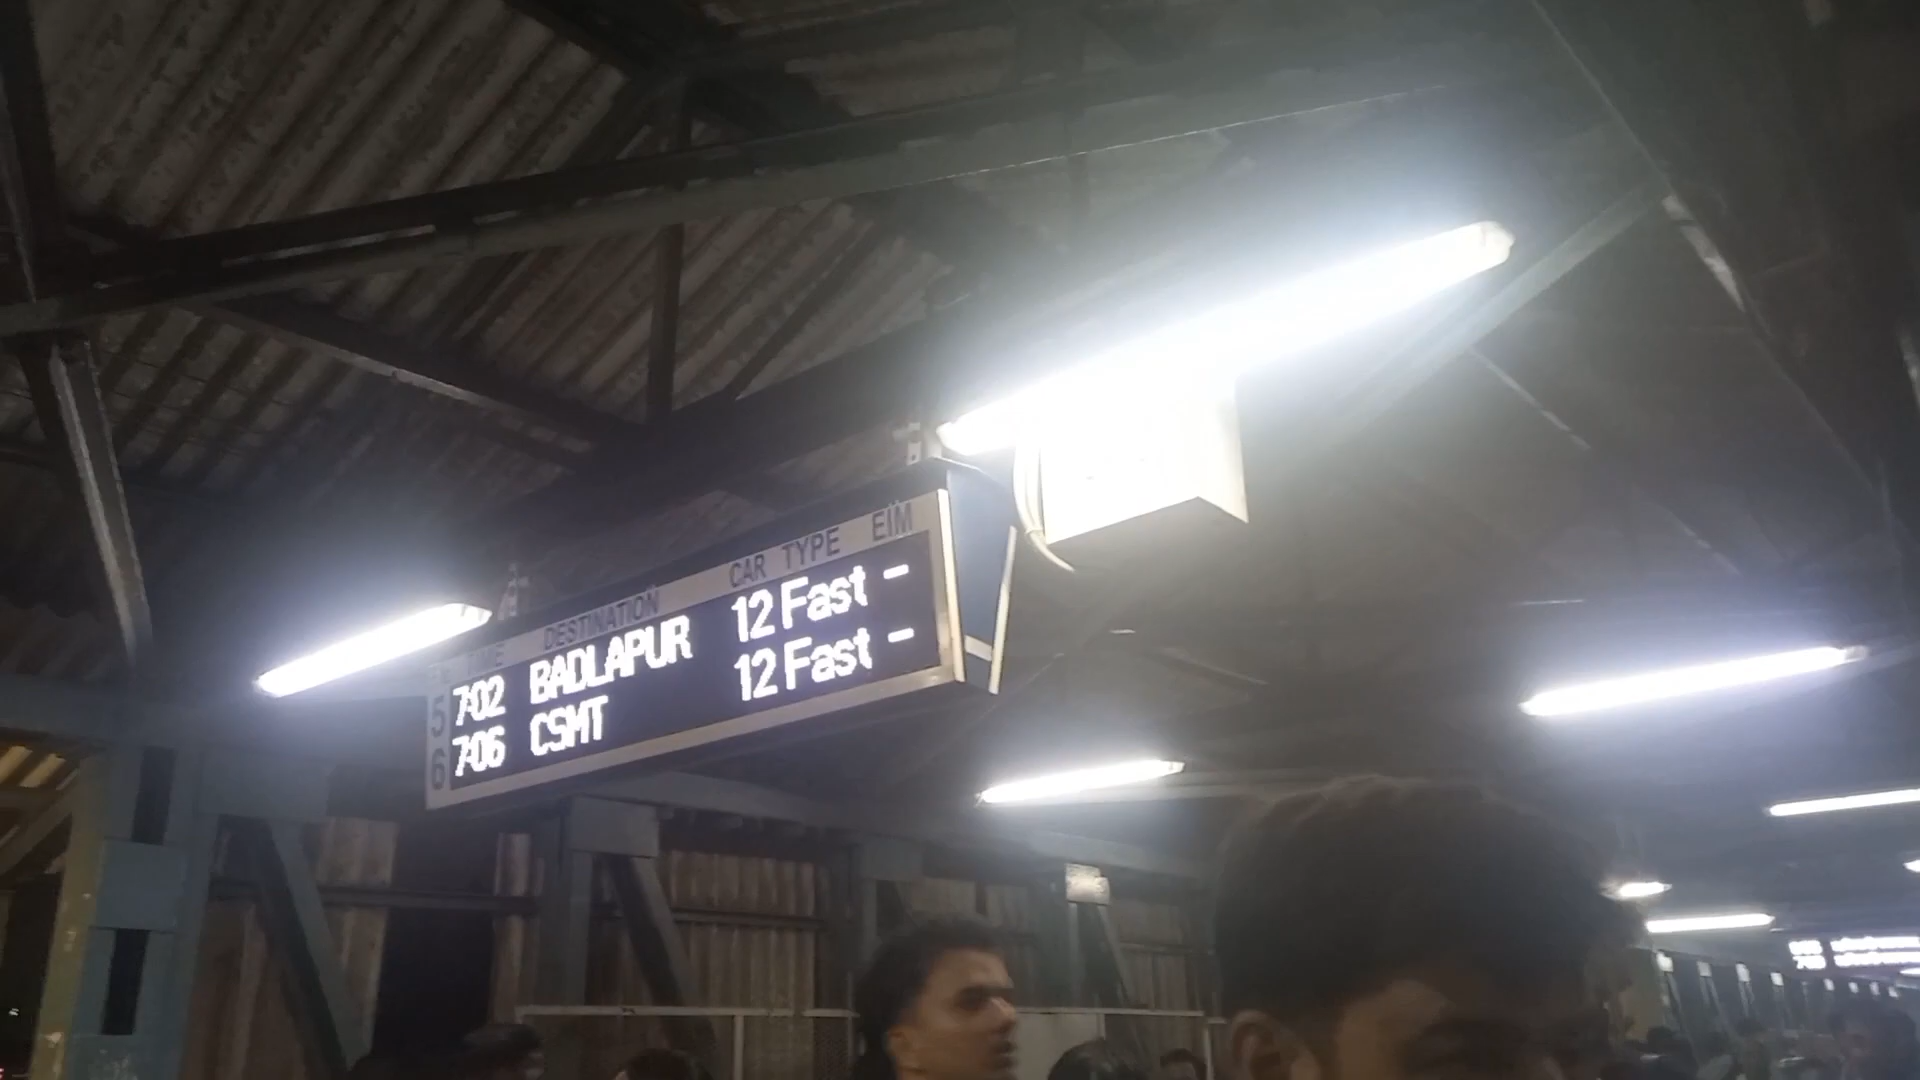 TIME DESTINATION CAR TYPE EIM
5 7:02 BADLAPUR 12 Fast –
6 7:06 CSMT 12 Fast –